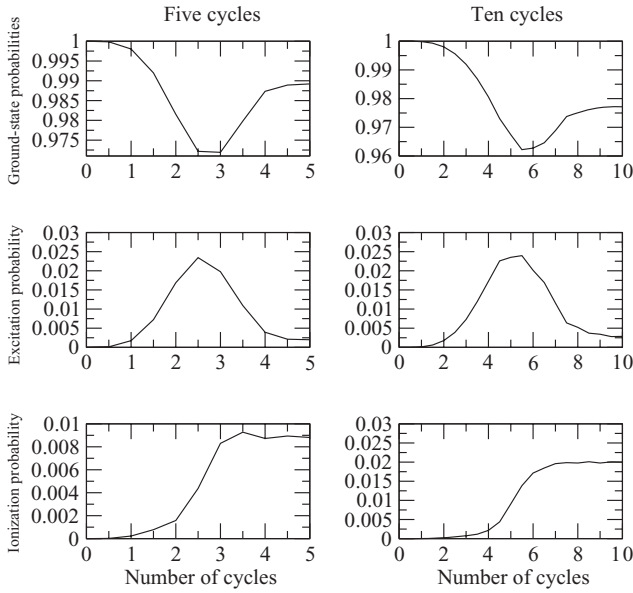 Five cycles
Ten cycles
Ground-state probabilities
1
0.995
0.99
0.985
0.98
0.975
0 1 2 3 4 5
1
0.99
0.98
0.97
0.96
0 2 4 6 8 10
Excitation probability
0.03
0.025
0.02
0.015
0.01
0.005
0
0 1 2 3 4 5
0.03
0.025
0.02
0.015
0.01
0.005
0
0 2 4 6 8 10
Ionization probability
0.01
0.008
0.006
0.004
0.002
0
0 1 2 3 4 5
Number of cycles
0.03
0.025
0.02
0.015
0.01
0.005
0
0 2 4 6 8 10
Number of cycles